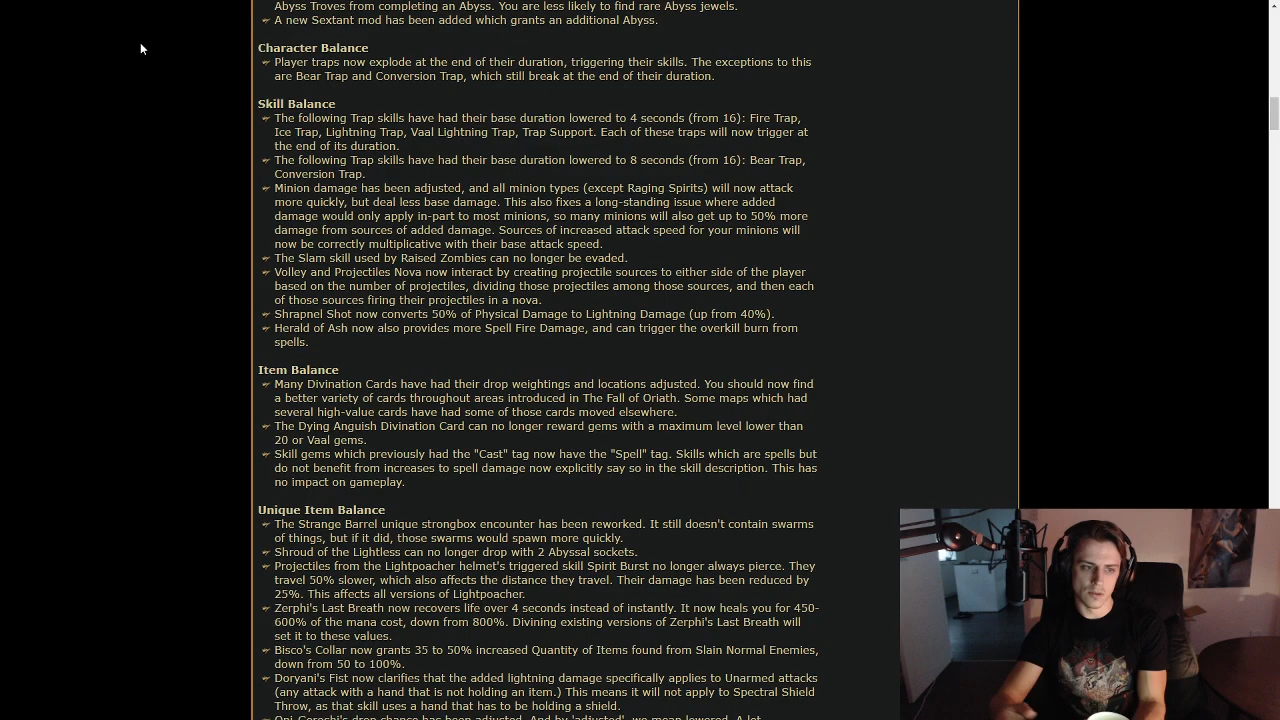 Abyss Troves from completing an Abyss. You are less likely to find rare Abyss jewels.
A new Sextant mod has been added which grants an additional Abyss.
Character Balance
Player traps now explode at the end of their duration, triggering their skills. The exceptions to this
are Bear Trap and Conversion Trap, which still break at the end of their duration.
Skill Balance
The following Trap skills have had their base duration lowered to 4 seconds (from 16): Fire Trap,
Ice Trap, Lightning Trap, Vaal Lightning Trap, Trap Support. Each of these traps will now trigger at
the end of its duration.
The following Trap skills have had their base duration lowered to 8 seconds (from 16): Bear Trap,
Conversion Trap.
Minion damage has been adjusted, and all minion types (except Raging Spirits) will now attack
more quickly, but deal less base damage. This also fixes a long-standing issue where added
damage would only apply in-part to most minions, so many minions will also get up to 50% more
damage from sources of added damage. Sources of increased attack speed for your minions will
now be correctly multiplicative with their base attack speed.
The Slam skill used by Raised Zombies can no longer be evaded.
Volley and Projectiles Nova now interact by creating projectile sources to either side of the player
based on the number of projectiles, dividing those projectiles among those sources, and then each
of those sources firing their projectiles in a nova.
Shrapnel Shot now converts 50% of Physical Damage to Lightning Damage (up from 40%).
Herald of Ash now also provides more Spell Fire Damage, and can trigger the overkill burn from
spells.
Item Balance
Many Divination Cards have had their drop weightings and locations adjusted. You should now find
a better variety of cards throughout areas introduced in The Fall of Oriath. Some maps which had
several high-value cards have had some of those cards moved elsewhere.
The Dying Anguish Divination Card can no longer reward gems with a maximum level lower than
20 or Vaal gems.
Skill gems which previously had the "Cast" tag now have the "Spell" tag. Skills which are spells but
do not benefit from increases to spell damage now explicitly say so in the skill description. This has
no impact on gameplay.
Unique Item Balance
The Strange Barrel unique strongbox encounter has been reworked. It still doesn't contain swarms
of things, but if it did, those swarms would spawn more quickly.
Shroud of the Lightless can no longer drop with 2 Abyssal sockets.
Projectiles from the Lightpoacher helmet's triggered skill Spirit Burst no longer always pierce. They
travel 50% slower, which also affects the distance they travel. Their damage has been reduced by
25%. This affects all versions of Lightpoacher.
Zerphi's Last Breath now recovers life over 4 seconds instead of instantly. It now heals you for 450-
600% of the mana cost, down from 800%. Divining existing versions of Zerphi's Last Breath will
set it to these values.
Bisco's Collar now grants 35 to 50% increased Quantity of Items found from Slain Normal Enemies,
down from 50 to 100%.
Doryani's Fist now clarifies that the added lightning damage specifically applies to Unarmed attacks
(any attack with a hand that is not holding an item.) This means it will not apply to Spectral Shield
Throw, as that skill uses a hand that has to be holding a shield.
Oni-Goroshi's drop chance has been adjusted. And by 'adjusted', we mean lowered. A lot.